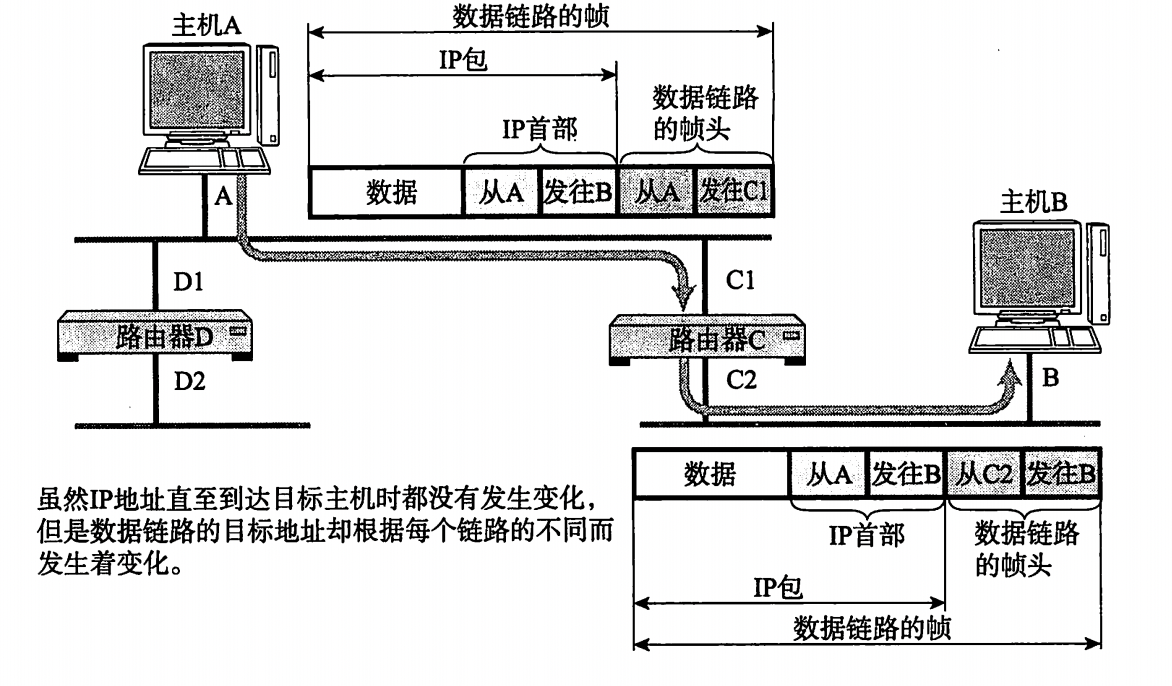 主机A
数据链路的帧
IP包
IP首部
数据链路
的帧头
数据 从A 发往B 从A 发往C1
A
主机B
D1
C1
路由器D
路由器C
D2
C2
B
数据 从A 发往B 从C2 发往B
虽然IP地址直至到达目标主机时都没有发生变化，
但是数据链路的目标地址却根据每个链路的不同而
发生着变化。
IP首部
数据链路
的帧头
IP包
数据链路的帧